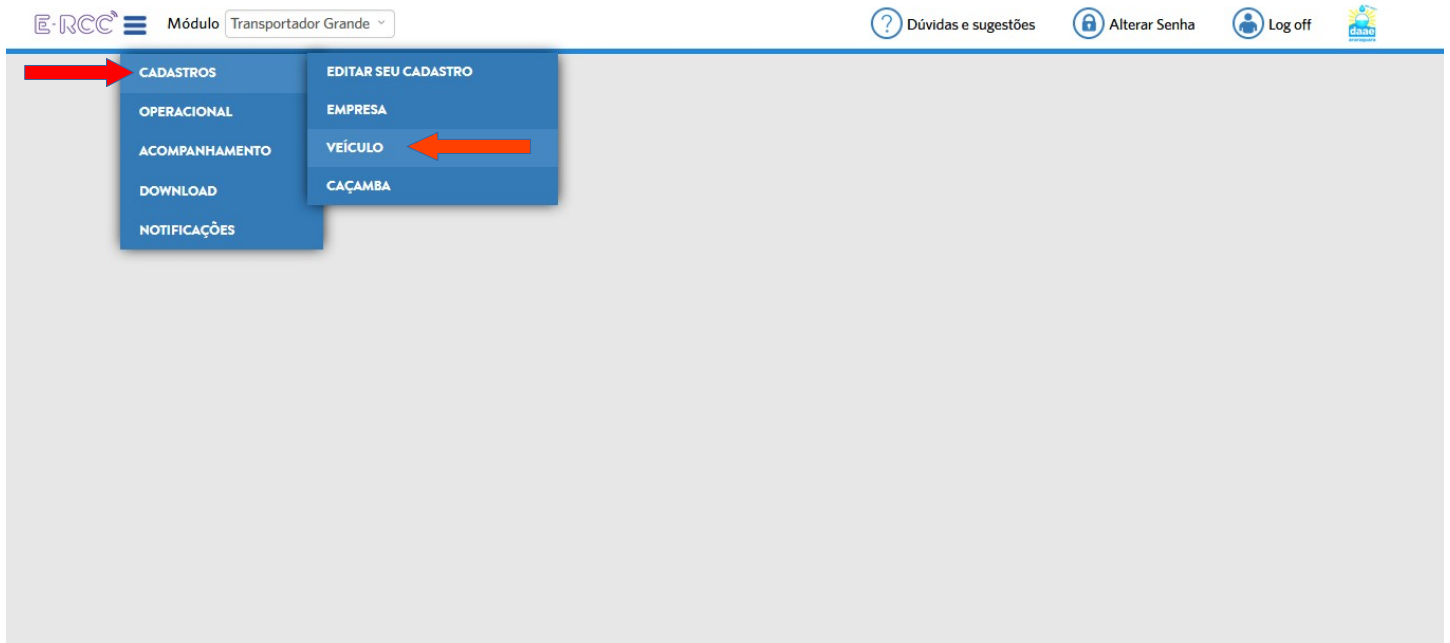 E-RCC Módulo Transportador Grande Dúvidas e sugestões Alterar Senha Log off daae
araraquara
CADASTROS
OPERACIONAL
ACOMPANHAMENTO
DOWNLOAD
NOTIFICAÇÕES
EDITAR SEU CADASTRO
EMPRESA
VEÍCULO
CAÇAMBA